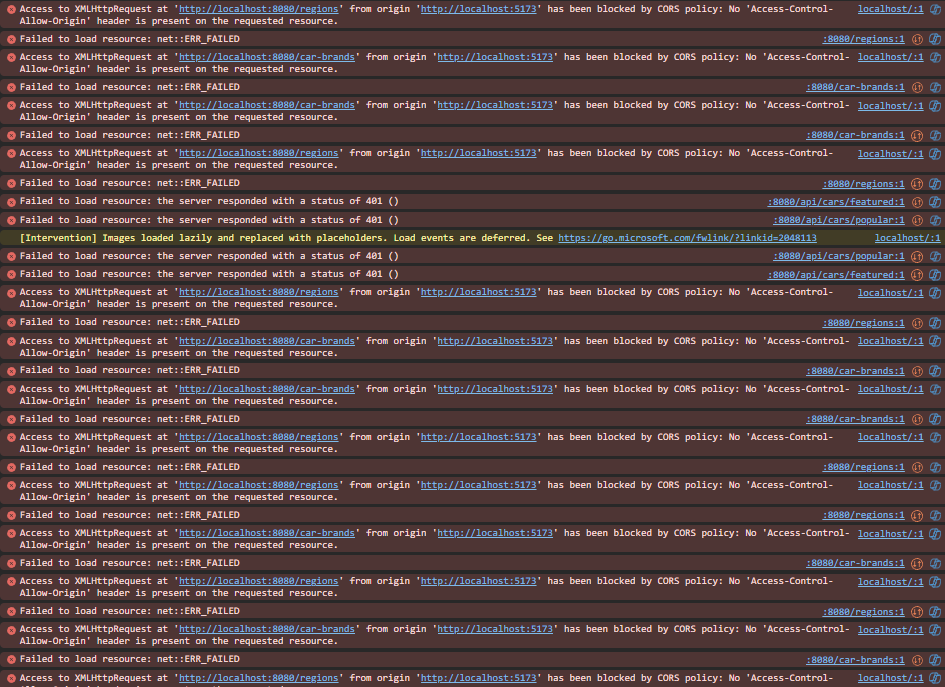 Access to XMLHttpRequest at 'http://localhost:8080/regions' from origin 'http://localhost:5173' has been blocked by CORS policy: No 'Access-Control- localhost/:1
Allow-Origin' header is present on the requested resource.
Failed to load resource: net::ERR_FAILED :8080/regions:1
Access to XMLHttpRequest at 'http://localhost:8080/car-brands' from origin 'http://localhost:5173' has been blocked by CORS policy: No 'Access-Control- localhost/:1
Allow-Origin' header is present on the requested resource.
Failed to load resource: net::ERR_FAILED :8080/car-brands:1
Access to XMLHttpRequest at 'http://localhost:8080/car-brands' from origin 'http://localhost:5173' has been blocked by CORS policy: No 'Access-Control- localhost/:1
Allow-Origin' header is present on the requested resource.
Failed to load resource: net::ERR_FAILED :8080/car-brands:1
Access to XMLHttpRequest at 'http://localhost:8080/regions' from origin 'http://localhost:5173' has been blocked by CORS policy: No 'Access-Control- localhost/:1
Allow-Origin' header is present on the requested resource.
Failed to load resource: net::ERR_FAILED :8080/regions:1
Failed to load resource: the server responded with a status of 401 () :8080/api/cars/featured:1
Failed to load resource: the server responded with a status of 401 () :8080/api/cars/popular:1
[Intervention] Images loaded lazily and replaced with placeholders. Load events are deferred. See https://go.microsoft.com/fwlink/?linkid=2048113 localhost/:1
Failed to load resource: the server responded with a status of 401 () :8080/api/cars/popular:1
Failed to load resource: the server responded with a status of 401 () :8080/api/cars/featured:1
Access to XMLHttpRequest at 'http://localhost:8080/regions' from origin 'http://localhost:5173' has been blocked by CORS policy: No 'Access-Control- localhost/:1
Allow-Origin' header is present on the requested resource.
Failed to load resource: net::ERR_FAILED :8080/regions:1
Access to XMLHttpRequest at 'http://localhost:8080/car-brands' from origin 'http://localhost:5173' has been blocked by CORS policy: No 'Access-Control- localhost/:1
Allow-Origin' header is present on the requested resource.
Failed to load resource: net::ERR_FAILED :8080/car-brands:1
Access to XMLHttpRequest at 'http://localhost:8080/car-brands' from origin 'http://localhost:5173' has been blocked by CORS policy: No 'Access-Control- localhost/:1
Allow-Origin' header is present on the requested resource.
Failed to load resource: net::ERR_FAILED :8080/car-brands:1
Access to XMLHttpRequest at 'http://localhost:8080/regions' from origin 'http://localhost:5173' has been blocked by CORS policy: No 'Access-Control- localhost/:1
Allow-Origin' header is present on the requested resource.
Failed to load resource: net::ERR_FAILED :8080/regions:1
Access to XMLHttpRequest at 'http://localhost:8080/regions' from origin 'http://localhost:5173' has been blocked by CORS policy: No 'Access-Control- localhost/:1
Allow-Origin' header is present on the requested resource.
Failed to load resource: net::ERR_FAILED :8080/regions:1
Access to XMLHttpRequest at 'http://localhost:8080/car-brands' from origin 'http://localhost:5173' has been blocked by CORS policy: No 'Access-Control- localhost/:1
Allow-Origin' header is present on the requested resource.
Failed to load resource: net::ERR_FAILED :8080/car-brands:1
Access to XMLHttpRequest at 'http://localhost:8080/regions' from origin 'http://localhost:5173' has been blocked by CORS policy: No 'Access-Control- localhost/:1
Allow-Origin' header is present on the requested resource.
Failed to load resource: net::ERR_FAILED :8080/regions:1
Access to XMLHttpRequest at 'http://localhost:8080/car-brands' from origin 'http://localhost:5173' has been blocked by CORS policy: No 'Access-Control- localhost/:1
Allow-Origin' header is present on the requested resource.
Failed to load resource: net::ERR_FAILED :8080/car-brands:1
Access to XMLHttpRequest at 'http://localhost:8080/regions' from origin 'http://localhost:5173' has been blocked by CORS policy: No 'Access-Control- localhost/:1